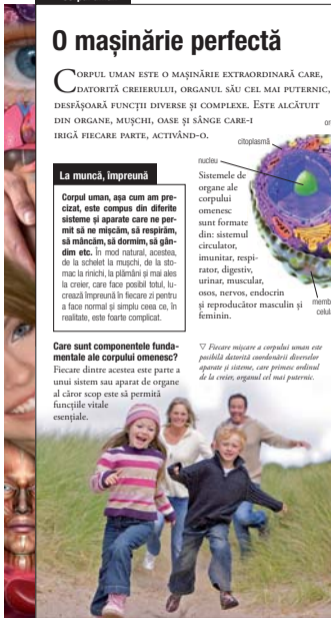 O mașinărie perfectă
CORPUL UMAN ESTE O MAȘINĂRIE EXTRAORDINARĂ CARE,
DATORITĂ CREIERULUI, ORGANUL SĂU CEL MAI PUTERNIC,
DESFĂȘOARĂ FUNCȚII DIVERSE ȘI COMPLEXE. ESTE ALCĂTUIT
DIN ORGANE, MUȘCHI, OASE ȘI SÂNGE CARE-I
IRIGĂ FIECARE PARTE, ACTIVÂND-O.
citoplasmă
nucleu
La muncă, împreună
Corpul uman, așa cum am pre-
cizat, este compus din diferite
sisteme și aparate care ne per-
mit să ne mișcăm, să respirăm,
să mâncăm, să dormim, să gân-
dim etc. În mod natural, acestea,
de la schelet la mușchi, de la sto-
mac la rinichi, la plămâni și mai ales
la creier, care face posibil totul, lu-
crează împreună în fiecare zi pentru
a face normal și simplu ceea ce, în
realitate, este foarte complicat.
Sistemele de
organe ale
corpului
omenesc
sunt formate
din: sistemul
circulator,
imunitar, respi-
rator, digestiv,
urinar, muscular,
osos, nervos, endocrin
și reproducător masculin și
feminin.
Care sunt componentele funda-
mentale ale corpului omenesc?
Fiecare dintre acestea este parte a
unui sistem sau aparat de organe
al căror scop este să permită
funcțiile vitale
esențiale.
▽ Fiecare mișcare a corpului uman este
posibilă datorită coordonării diverselor
aparate și sisteme, care primesc ordinul
de la creier, organul cel mai puternic.